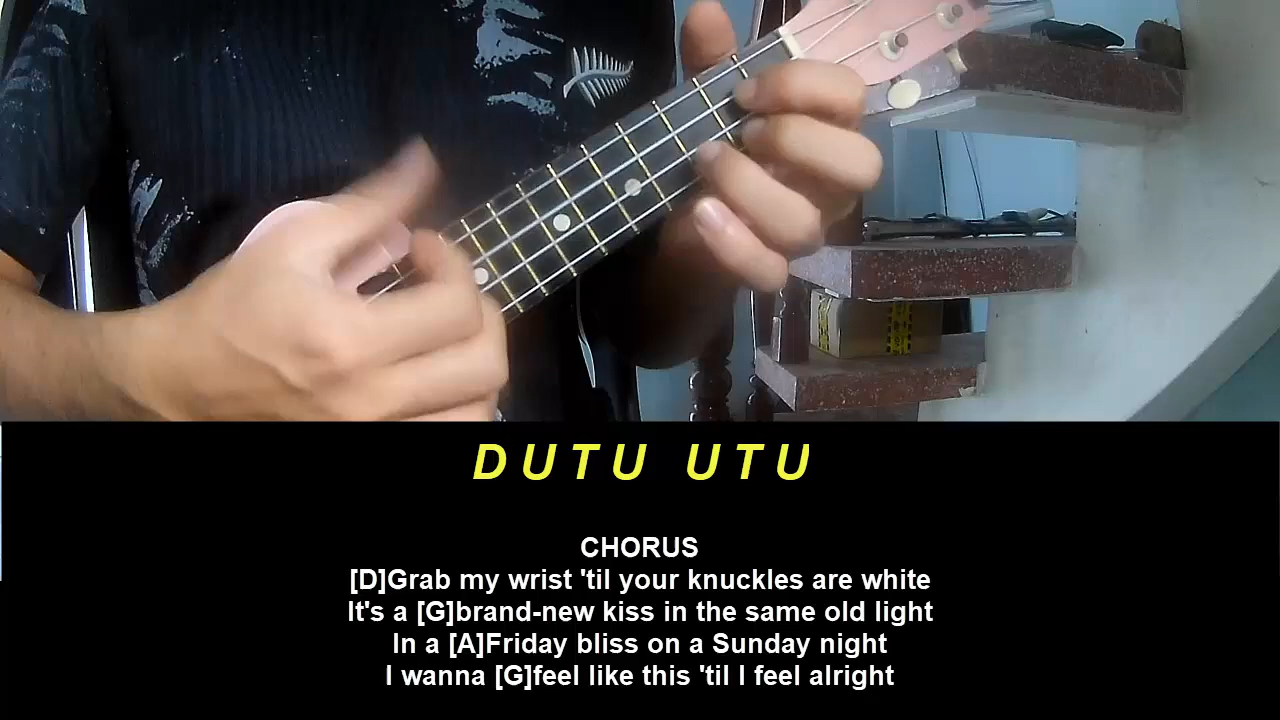 D U T U U T U
CHORUS
[D]Grab my wrist 'til your knuckles are white
It's a [G]brand-new kiss in the same old light
In a [A]Friday bliss on a Sunday night
I wanna [G]feel like this 'til I feel alright